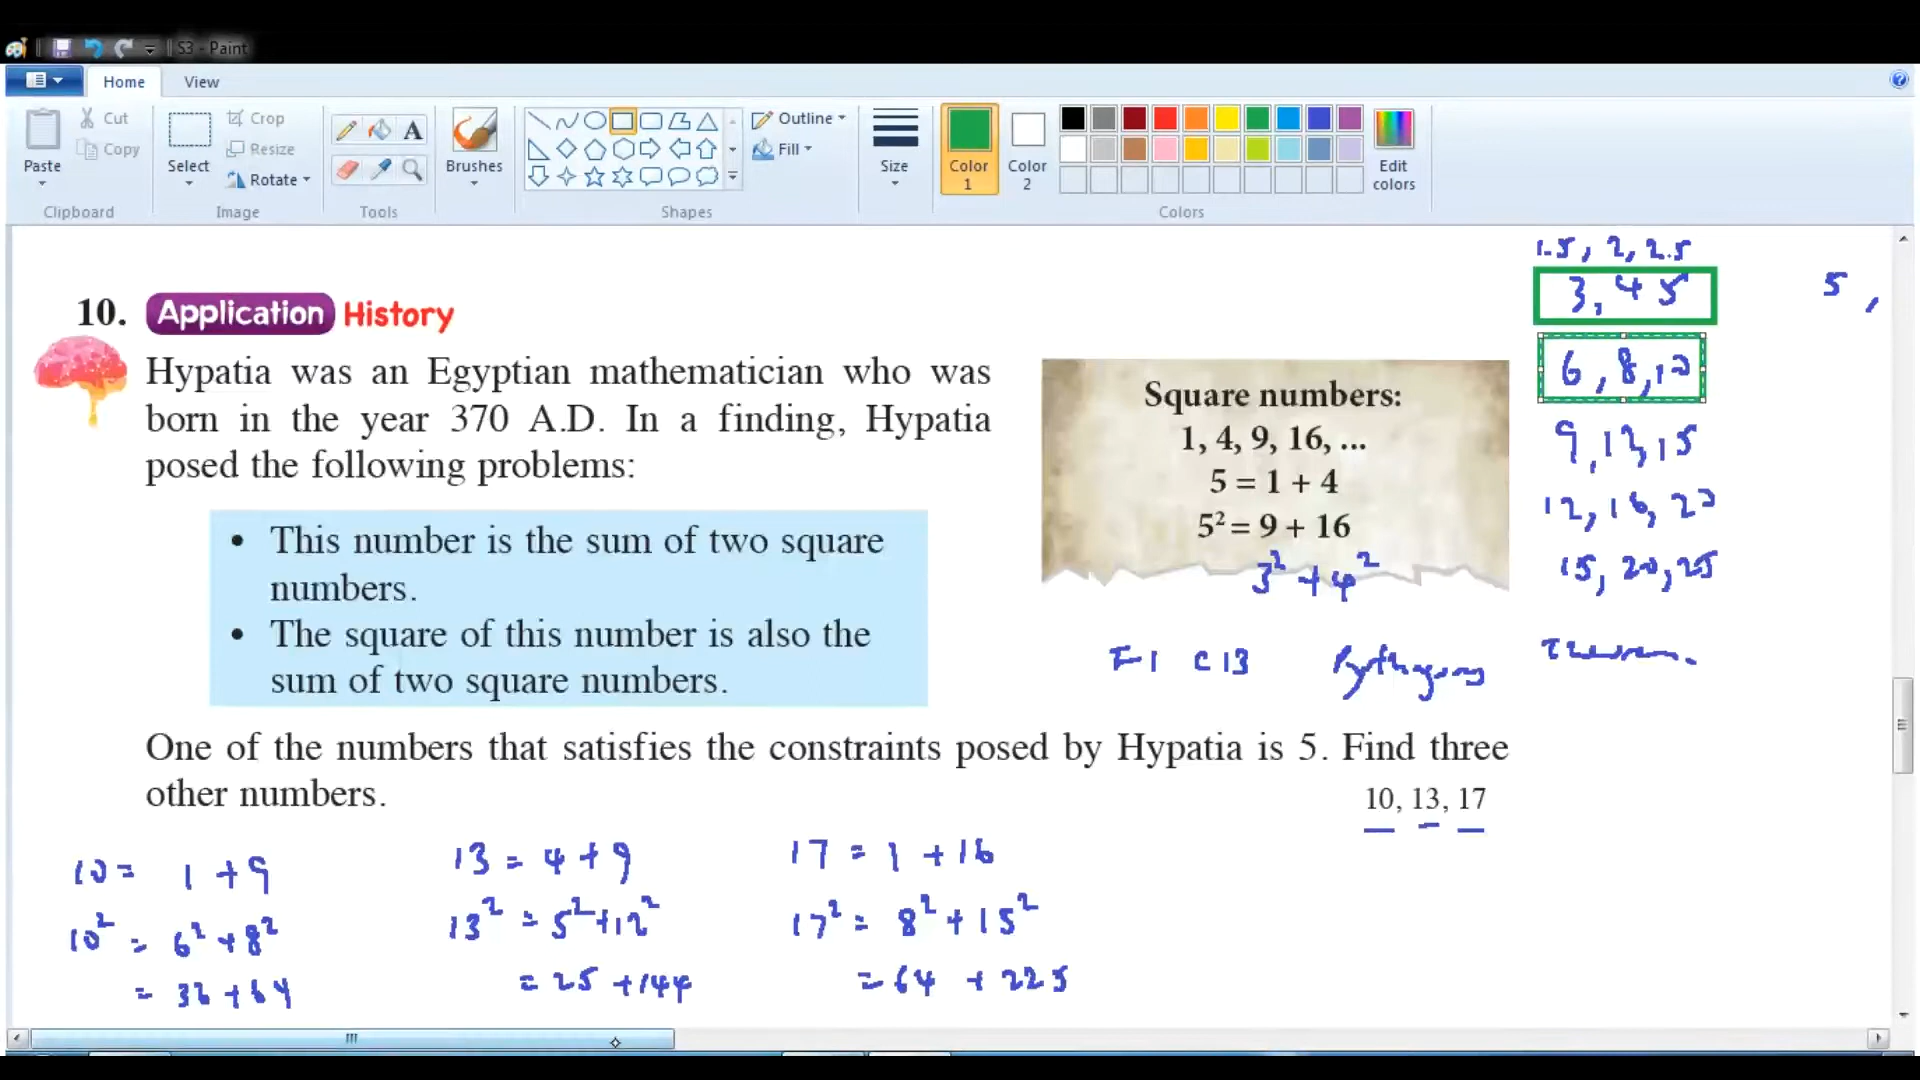 S3 - Paint
Home View
Paste Cut Copy Clipboard
Select Crop Resize Rotate Image
A Tools
Brushes
Outline Fill Shapes
Size
Color 1 Color 2 Edit colors Colors
1.5, 2, 2.5
3, 4 5
5 ,
6, 8, 10
9, 12, 15
12, 16, 20
15, 20, 25
10. Application History
Hypatia was an Egyptian mathematician who was
born in the year 370 A.D. In a finding, Hypatia
posed the following problems:
• This number is the sum of two square
numbers.
• The square of this number is also the
sum of two square numbers.
Square numbers:
1, 4, 9, 16, ...
5 = 1 + 4
5² = 9 + 16
3² + 4²
F1 C13 Pythagoras Theorem.
One of the numbers that satisfies the constraints posed by Hypatia is 5. Find three
other numbers.
10, 13, 17
10 = 1 + 9
10² = 6² + 8²
= 36 + 64
13 = 4 + 9
13² = 5² + 12²
= 25 + 144
17 = 1 + 16
17² = 8² + 15²
= 64 + 225